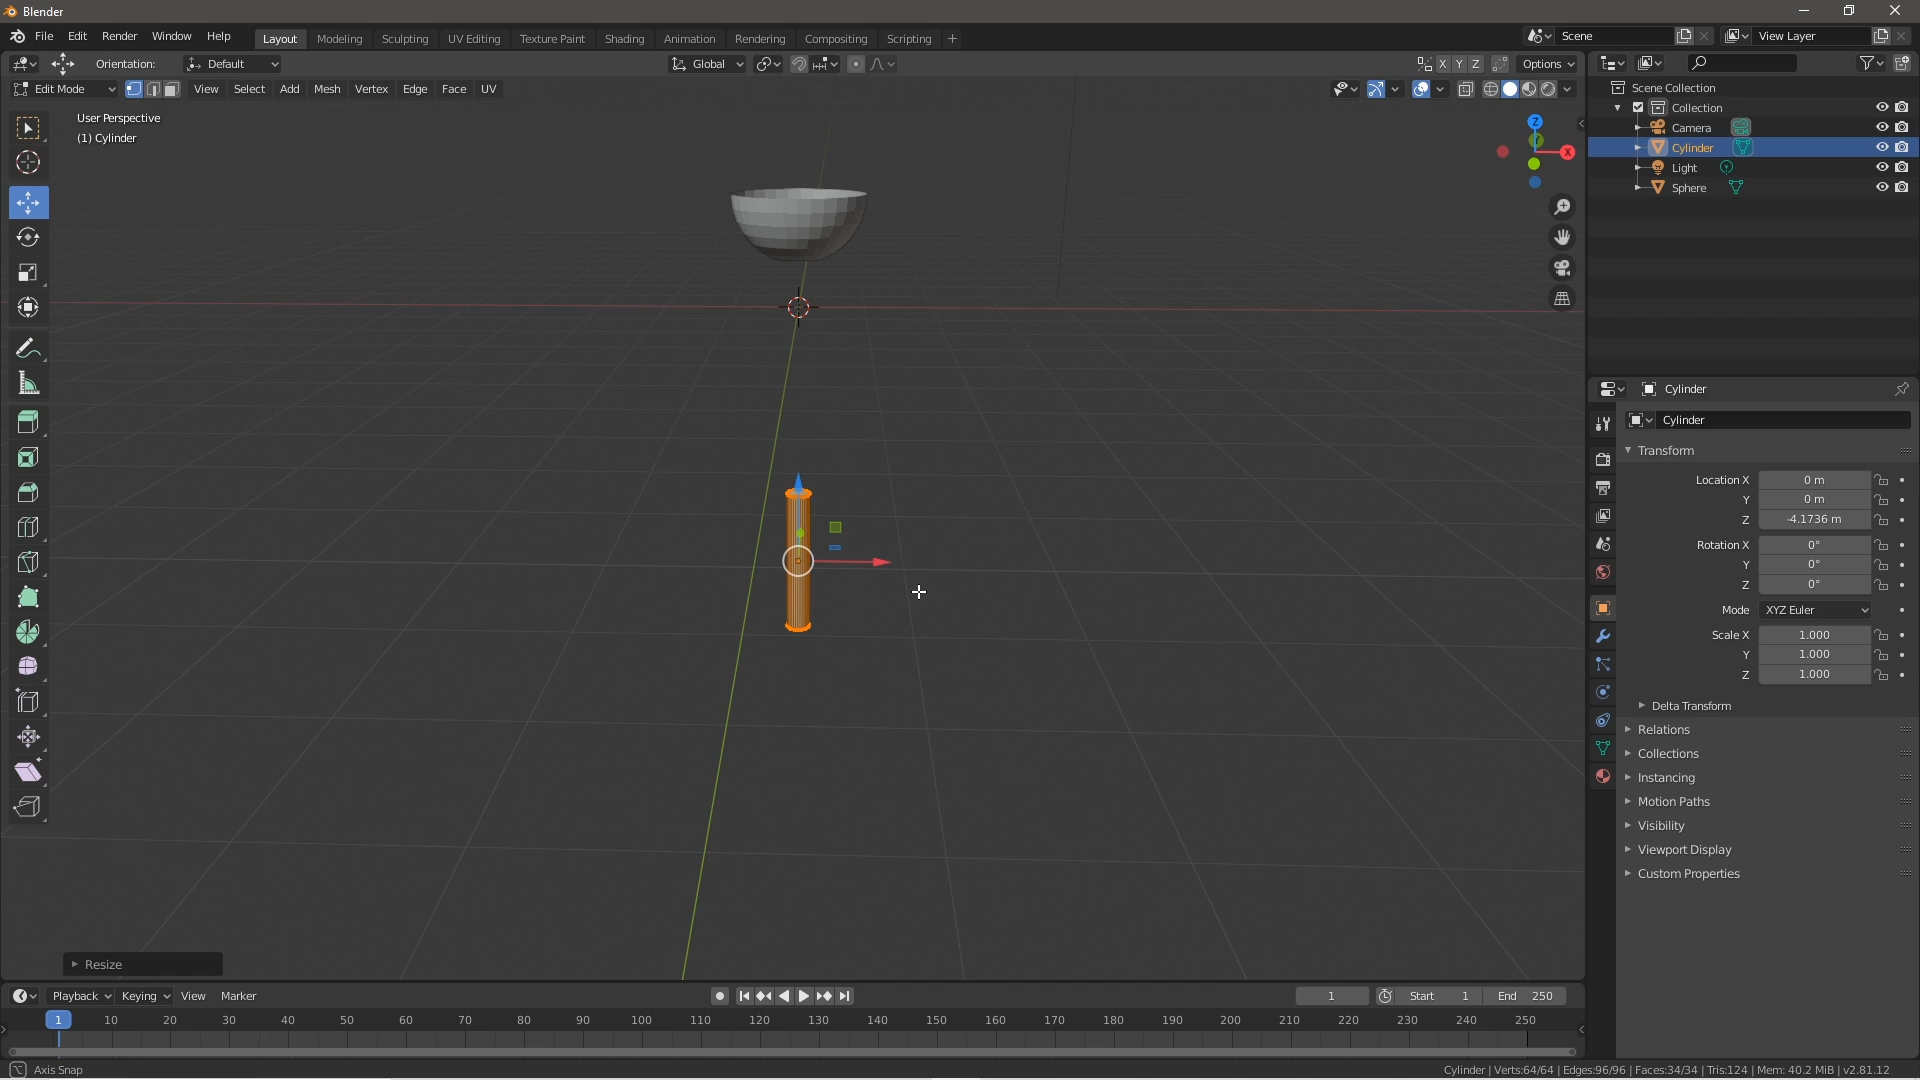 Blender
File Edit Render Window Help Layout Modeling Sculpting UV Editing Texture Paint Shading Animation Rendering Compositing Scripting + Scene View Layer
Orientation: Default Global X Y Z Options
Edit Mode View Select Add Mesh Vertex Edge Face UV
User Perspective
(1) Cylinder
Z
X
Y
Resize
Scene Collection
Collection
Camera
Cylinder
Light
Sphere
Cylinder
Cylinder
Transform
Location X 0 m
Y 0 m
Z -4.1736 m
Rotation X 0°
Y 0°
Z 0°
Mode XYZ Euler
Scale X 1.000
Y 1.000
Z 1.000
Delta Transform
Relations
Collections
Instancing
Motion Paths
Visibility
Viewport Display
Custom Properties
Playback Keying View Marker 1 Start 1 End 250
1 10 20 30 40 50 60 70 80 90 100 110 120 130 140 150 160 170 180 190 200 210 220 230 240 250
Axis Snap Cylinder | Verts:64/64 | Edges:96/96 | Faces:34/34 | Tris:124 | Mem: 40.2 MiB | v2.81.12